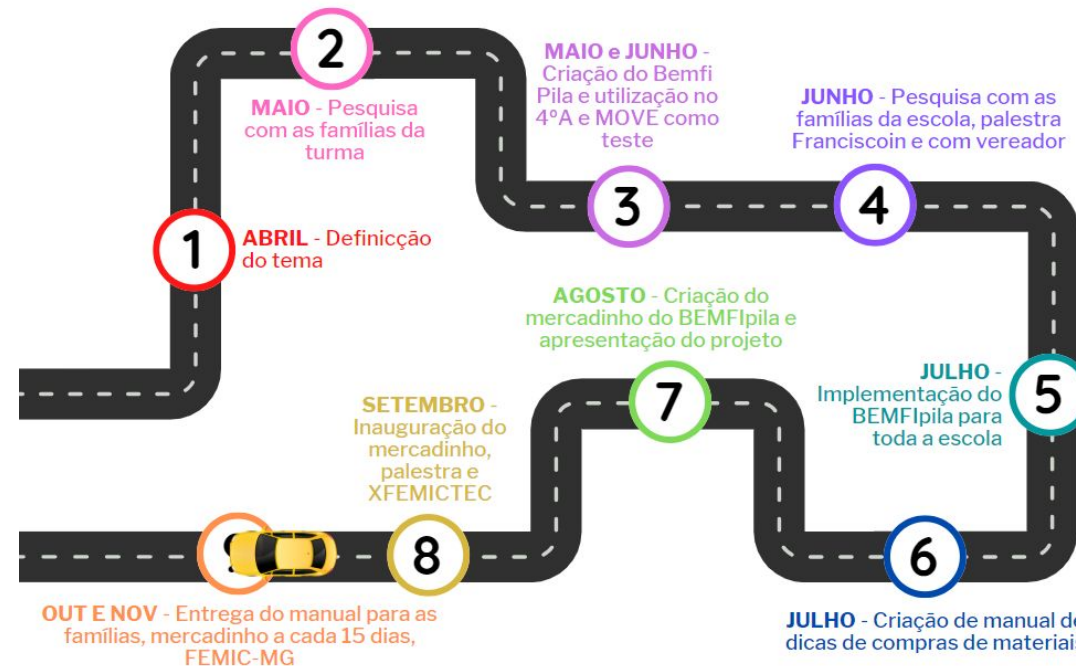 1
ABRIL - Definicção
do tema
2
MAIO - Pesquisa
com as famílias da
turma
MAIO e JUNHO -
Criação do Bemfi
Pila e utilização no
4ºA e MOVE como
teste
3
JUNHO - Pesquisa com as
famílias da escola, palestra
Franciscoin e com vereador
4
JULHO -
Implementação do
BEMFIpila para
toda a escola
5
6
JULHO - Criação de manual de
dicas de compras de materiais
AGOSTO - Criação do
mercadinho do BEMFIpila e
apresentação do projeto
7
SETEMBRO -
Inauguração do
mercadinho,
palestra e
XFEMICTEC
8
OUT E NOV - Entrega do manual para as
famílias, mercadinho a cada 15 dias,
FEMIC-MG